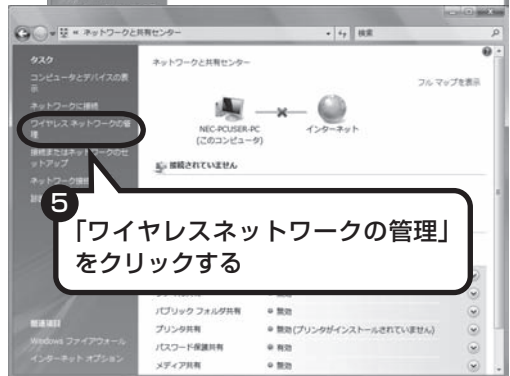 ネットワークと共有センター
検索
タスク
コンピュータとデバイスの表
示
ネットワークに接続
ワイヤレス ネットワークの管
理
接続またはネットワークのセ
ットアップ
ネットワーク接続
ネットワークと共有センター
フル マップを表示
NEC-PCUSER-PC
(このコンピュータ)
インターネット
接続されていません
5
「ワイヤレスネットワークの管理」
をクリックする
パブリック フォルダ共有
無効
プリンタ共有
無効 (プリンタがインストールされていません)
パスワード保護共有
有効
メディア共有
無効
関連項目
Windows ファイアウォール
インターネット オプション